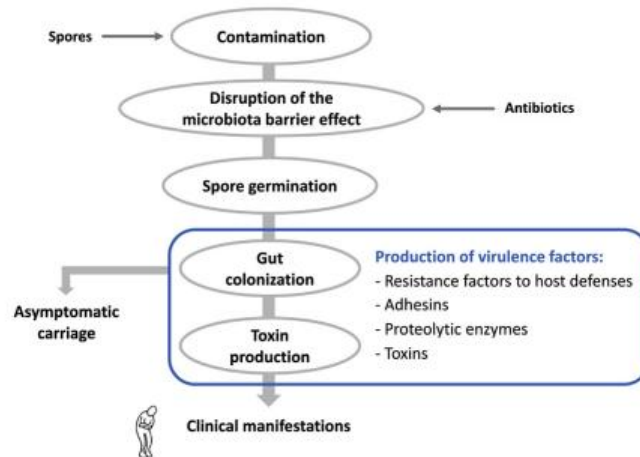 Spores
Contamination
Disruption of the
microbiota barrier effect
Antibiotics
Spore germination
Gut
colonization
Production of virulence factors:
- Resistance factors to host defenses
- Adhesins
- Proteolytic enzymes
- Toxins
Asymptomatic
carriage
Toxin
production
Clinical manifestations